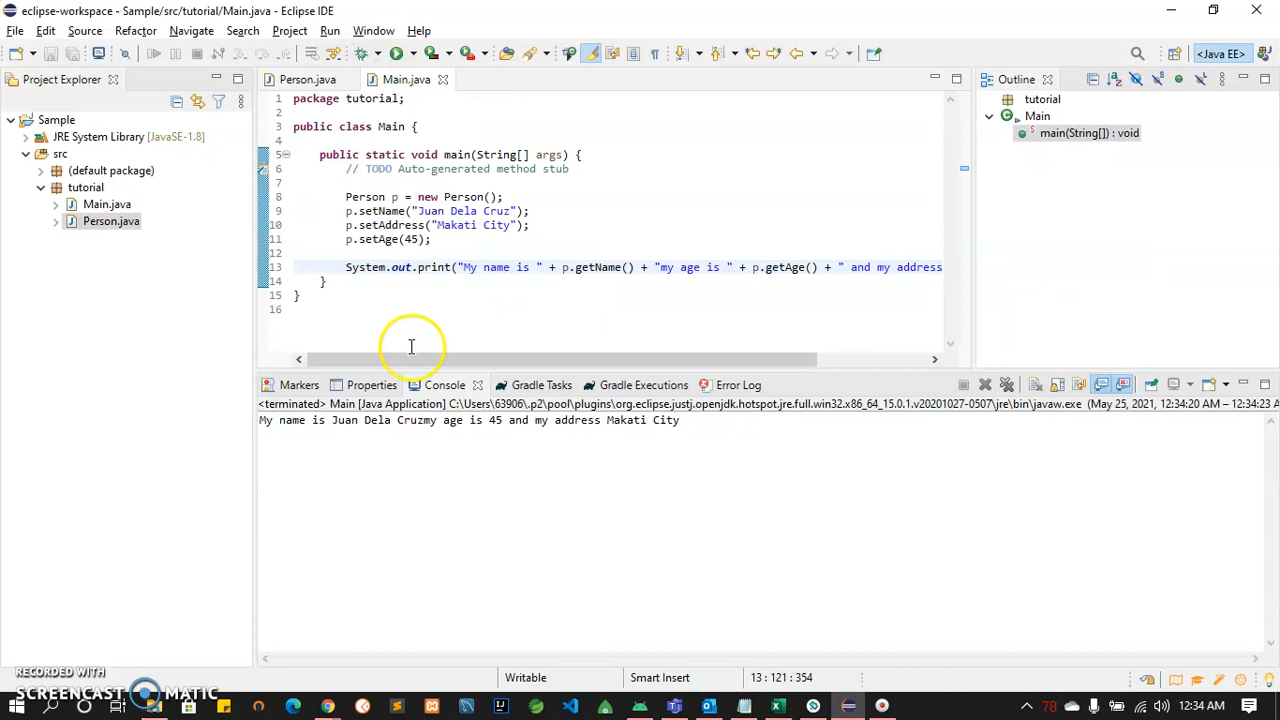 eclipse-workspace - Sample/src/tutorial/Main.java - Eclipse IDE
File Edit Source Refactor Navigate Search Project Run Window Help
<Java EE>
Project Explorer
Person.java Main.java
Outline
Sample
JRE System Library [JavaSE-1.8]
src
(default package)
tutorial
Main.java
Person.java
1 package tutorial;
2
3 public class Main {
4
5 public static void main(String[] args) {
6 // TODO Auto-generated method stub
7
8 Person p = new Person();
9 p.setName("Juan Dela Cruz");
10 p.setAddress("Makati City");
11 p.setAge(45);
12
13 System.out.print("My name is " + p.getName() + "my age is " + p.getAge() + " and my address
14 }
15 }
16
tutorial
Main
main(String[]) : void
Markers Properties Console Gradle Tasks Gradle Executions Error Log
<terminated> Main [Java Application] C:\Users\63906\.p2\pool\plugins\org.eclipse.justj.openjdk.hotspot.jre.full.win32.x86_64_15.0.1.v20201027-0507\jre\bin\javaw.exe (May 25, 2021, 12:34:20 AM – 12:34:23 A
My name is Juan Dela Cruzmy age is 45 and my address Makati City
Writable Smart Insert 13 : 121 : 354
RECORDED WITH
SCREENCAST MATIC
78 12:34 AM